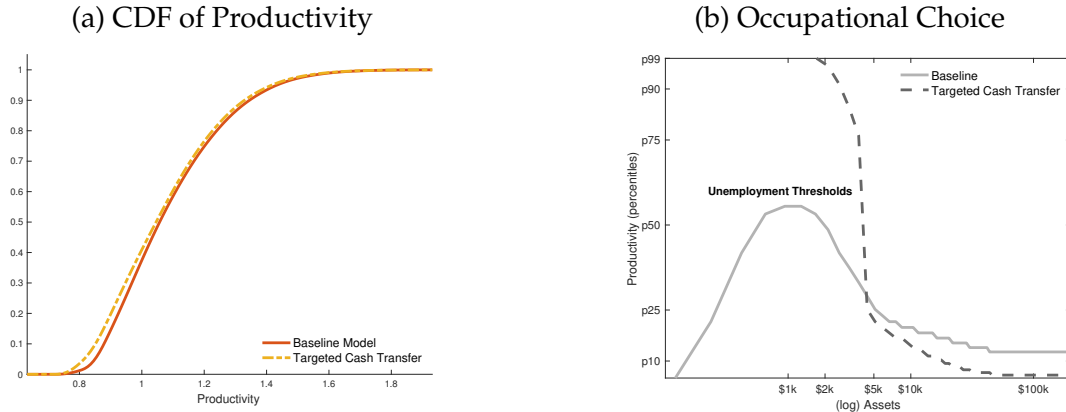 (a) CDF of Productivity
1
0.9
0.8
0.7
0.6
0.5
0.4
0.3
0.2
0.1
0
Baseline Model
Targeted Cash Transfer
0.8 1 1.2 1.4 1.6 1.8
Productivity
(b) Occupational Choice
p99
p90
p75
p50
p25
p10
Productivity (percenitles)
Baseline
Targeted Cash Transfer
Unemployment Thresholds
$1k $2k $5k $10k $100k
(log) Assets